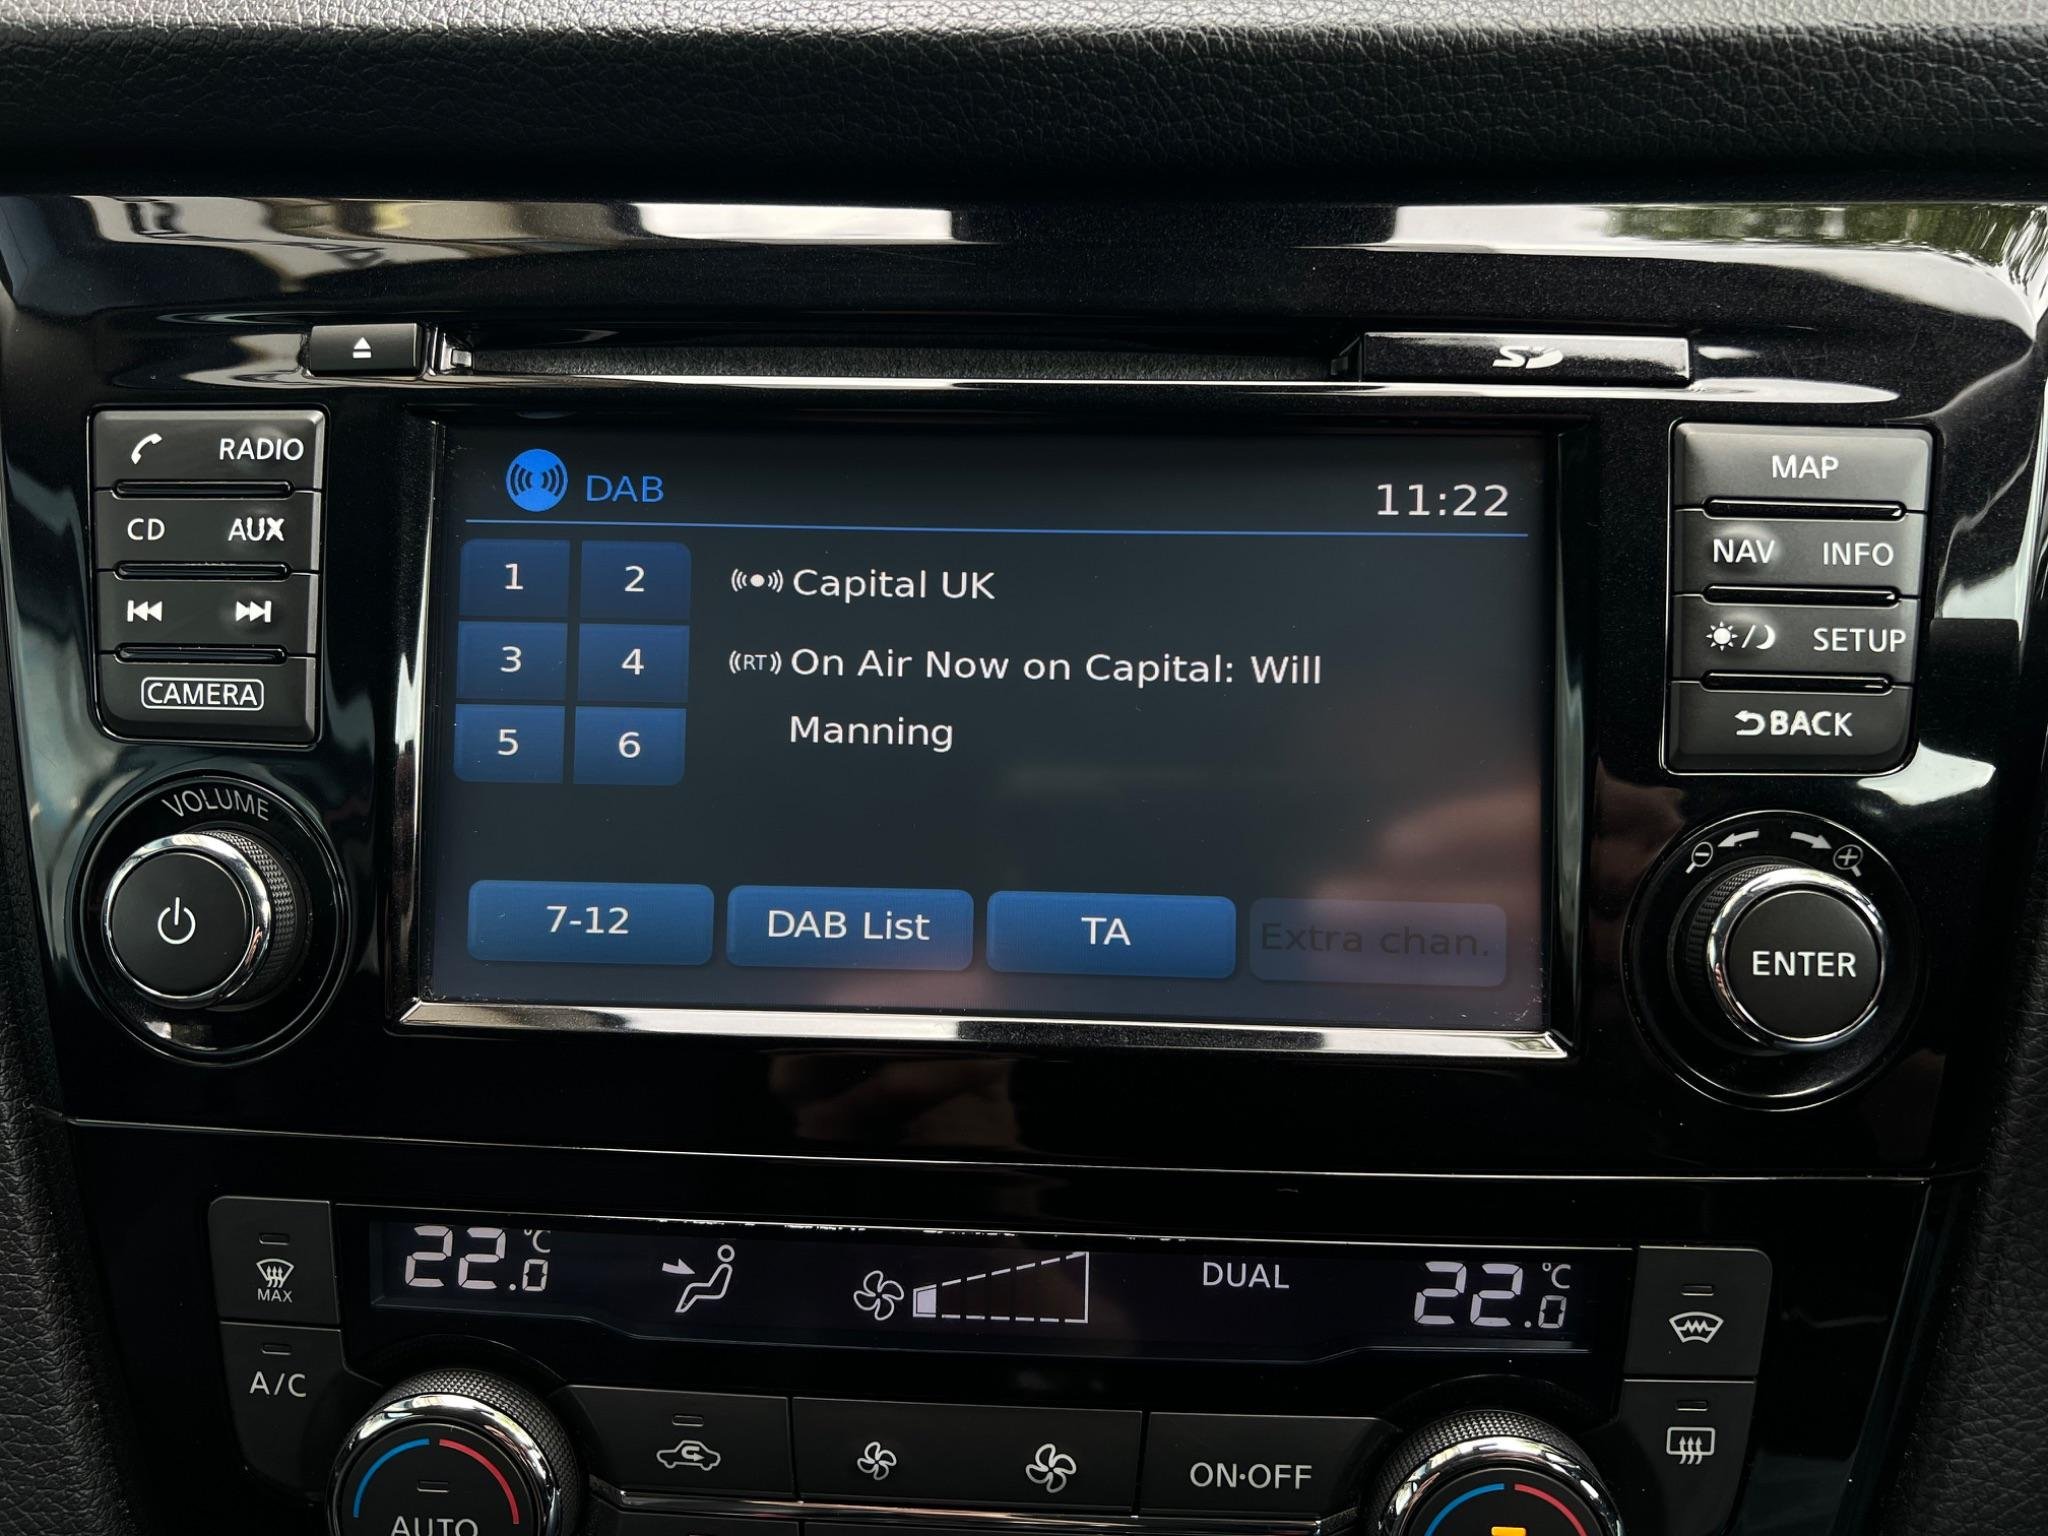 SD
RADIO
CD AUX
CAMERA
VOLUME
DAB
11:22
1 2
3 4
5 6
Capital UK
RT On Air Now on Capital: Will
Manning
7-12 DAB List TA Extra chan.
MAP
NAV INFO
SETUP
BACK
ENTER
MAX
A/C
22.0 °C
DUAL
22.0 °C
ON·OFF
AUTO